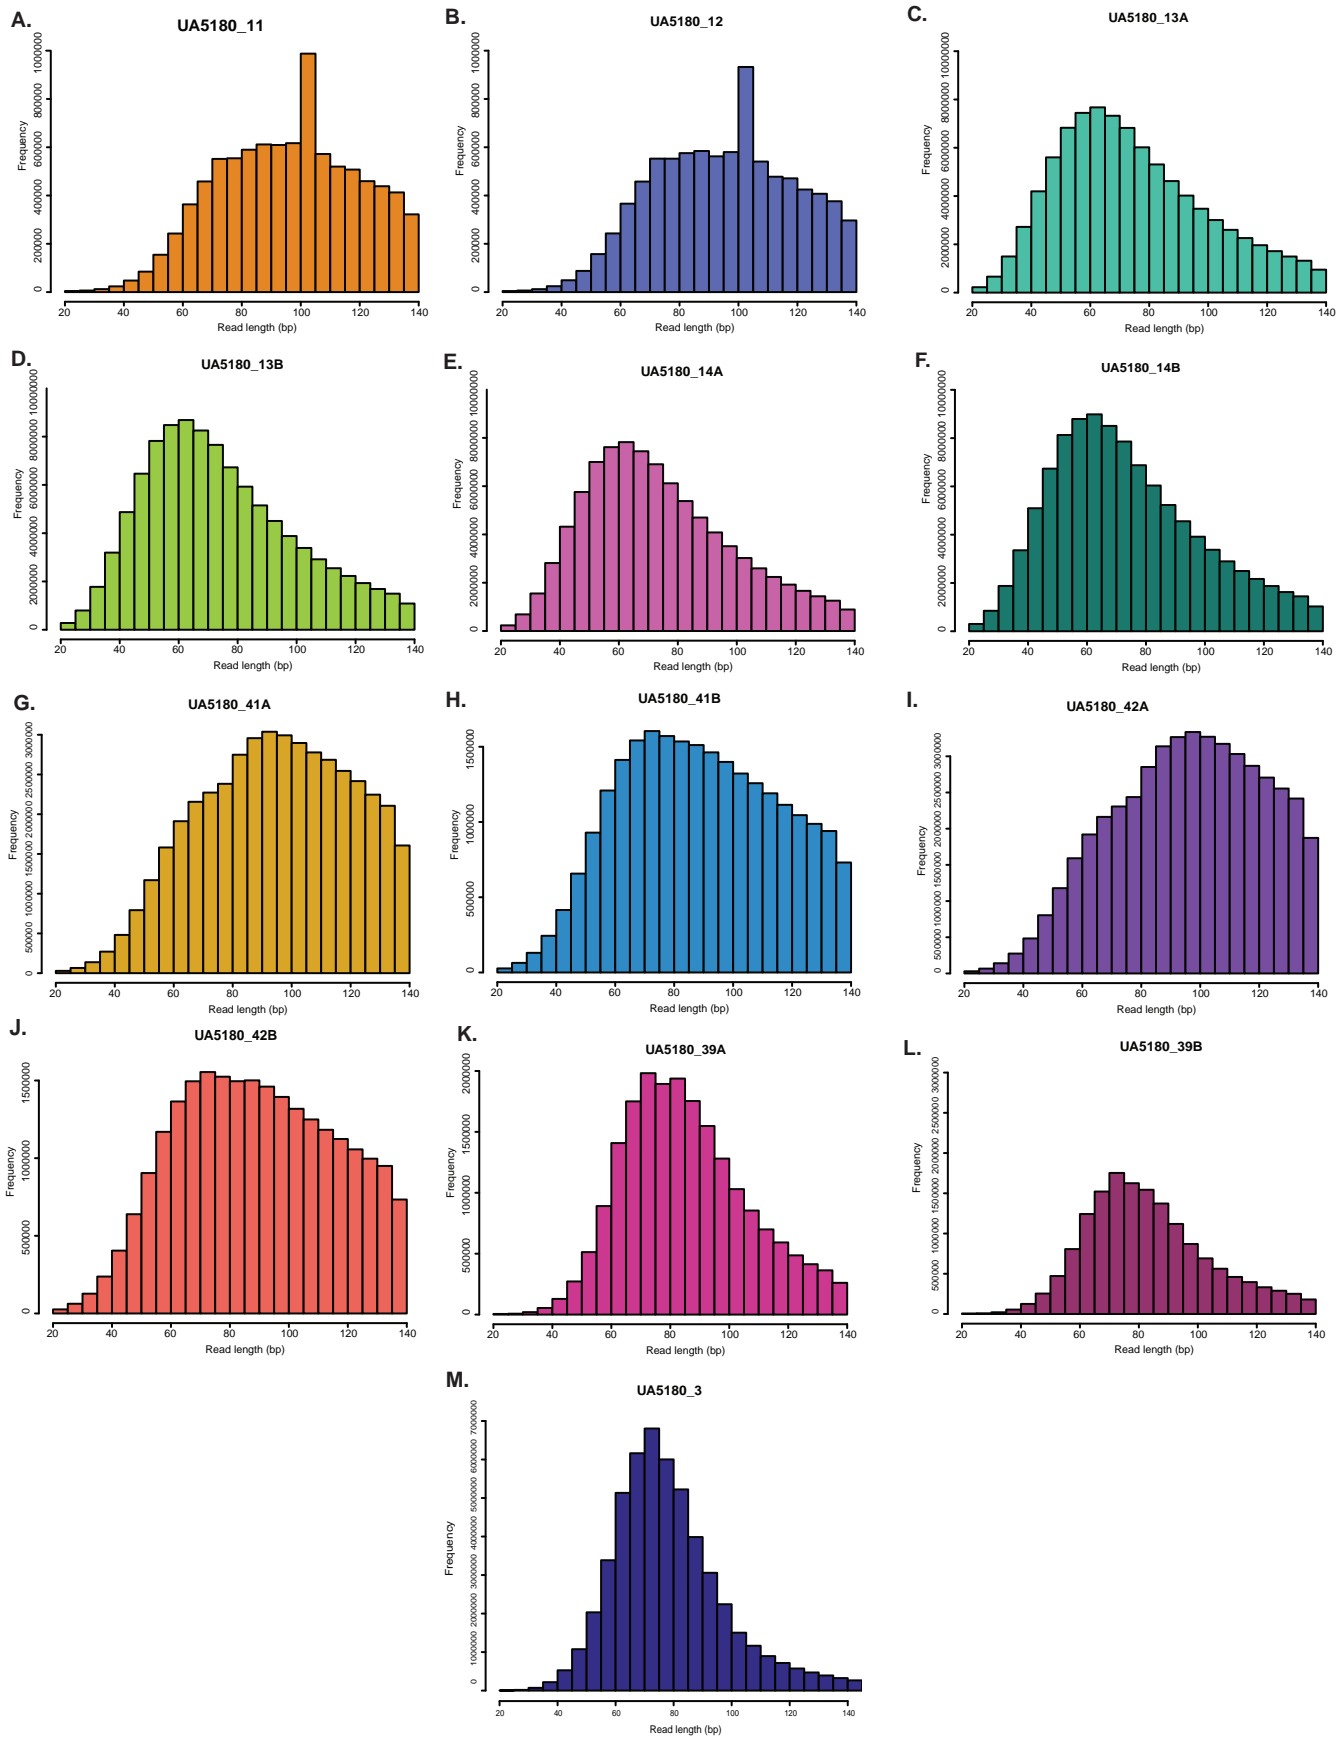 A.
UA5180_11
Frequency
0 200000 400000 600000 800000 1000000
20 40 60 80 100 120 140
Read length (bp)
B.
UA5180_12
Frequency
0 200000 400000 600000 800000 1000000
20 40 60 80 100 120 140
Read length (bp)
C.
UA5180_13A
Frequency
0 2000000 4000000 6000000 8000000 10000000
20 40 60 80 100 120 140
Read length (bp)
D.
UA5180_13B
Frequency
0 2000000 4000000 6000000 8000000 10000000
20 40 60 80 100 120 140
Read length (bp)
E.
UA5180_14A
Frequency
0 2000000 4000000 6000000 8000000 10000000
20 40 60 80 100 120 140
Read length (bp)
F.
UA5180_14B
Frequency
0 2000000 4000000 6000000 8000000 10000000
20 40 60 80 100 120 140
Read length (bp)
G.
UA5180_41A
Frequency
0 500000 1000000 1500000 2000000 2500000 3000000
20 40 60 80 100 120 140
Read length (bp)
H.
UA5180_41B
Frequency
0 500000 100000 1500000
20 40 60 80 100 120 140
Read length (bp)
I.
UA5180_42A
Frequency
0 500000 1000000 1500000 2000000 2500000 3000000
20 40 60 80 100 120 140
Read length (bp)
J.
UA5180_42B
Frequency
0 500000 1000000 1500000
20 40 60 80 100 120 140
Read length (bp)
K.
UA5180_39A
Frequency
0 500000 1000000 1500000 2000000
20 40 60 80 100 120 140
Read length (bp)
L.
UA5180_39B
Frequency
0 500000 1000000 1500000 2000000 2500000 3000000
20 40 60 80 100 120 140
Read length (bp)
M.
UA5180_3
Frequency
0 1000000 2000000 3000000 4000000 5000000 6000000 7000000
20 40 60 80 100 120 140
Read length (bp)